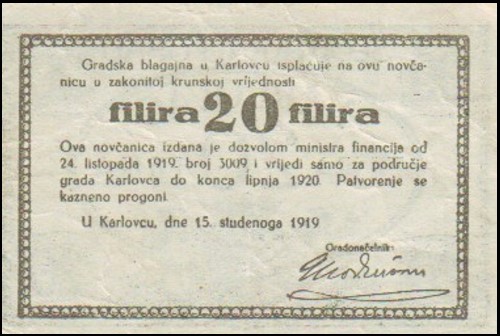 Gradska blagajna u Karlovcu isplaćuje na ovu novča-
nicu u zakonitoj krunskoj vrijednosti
filira 20 filira
Ova novčanica izdana je dozvolom ministra financija od
24. listopada 1919. broj 3009, i vrijedi samo za područje
grada Karlovca do konca lipnja 1920. Patvorenje se
kazneno progoni.
U Karlovcu, dne 15. studenoga 1919
Gradonačelnik: